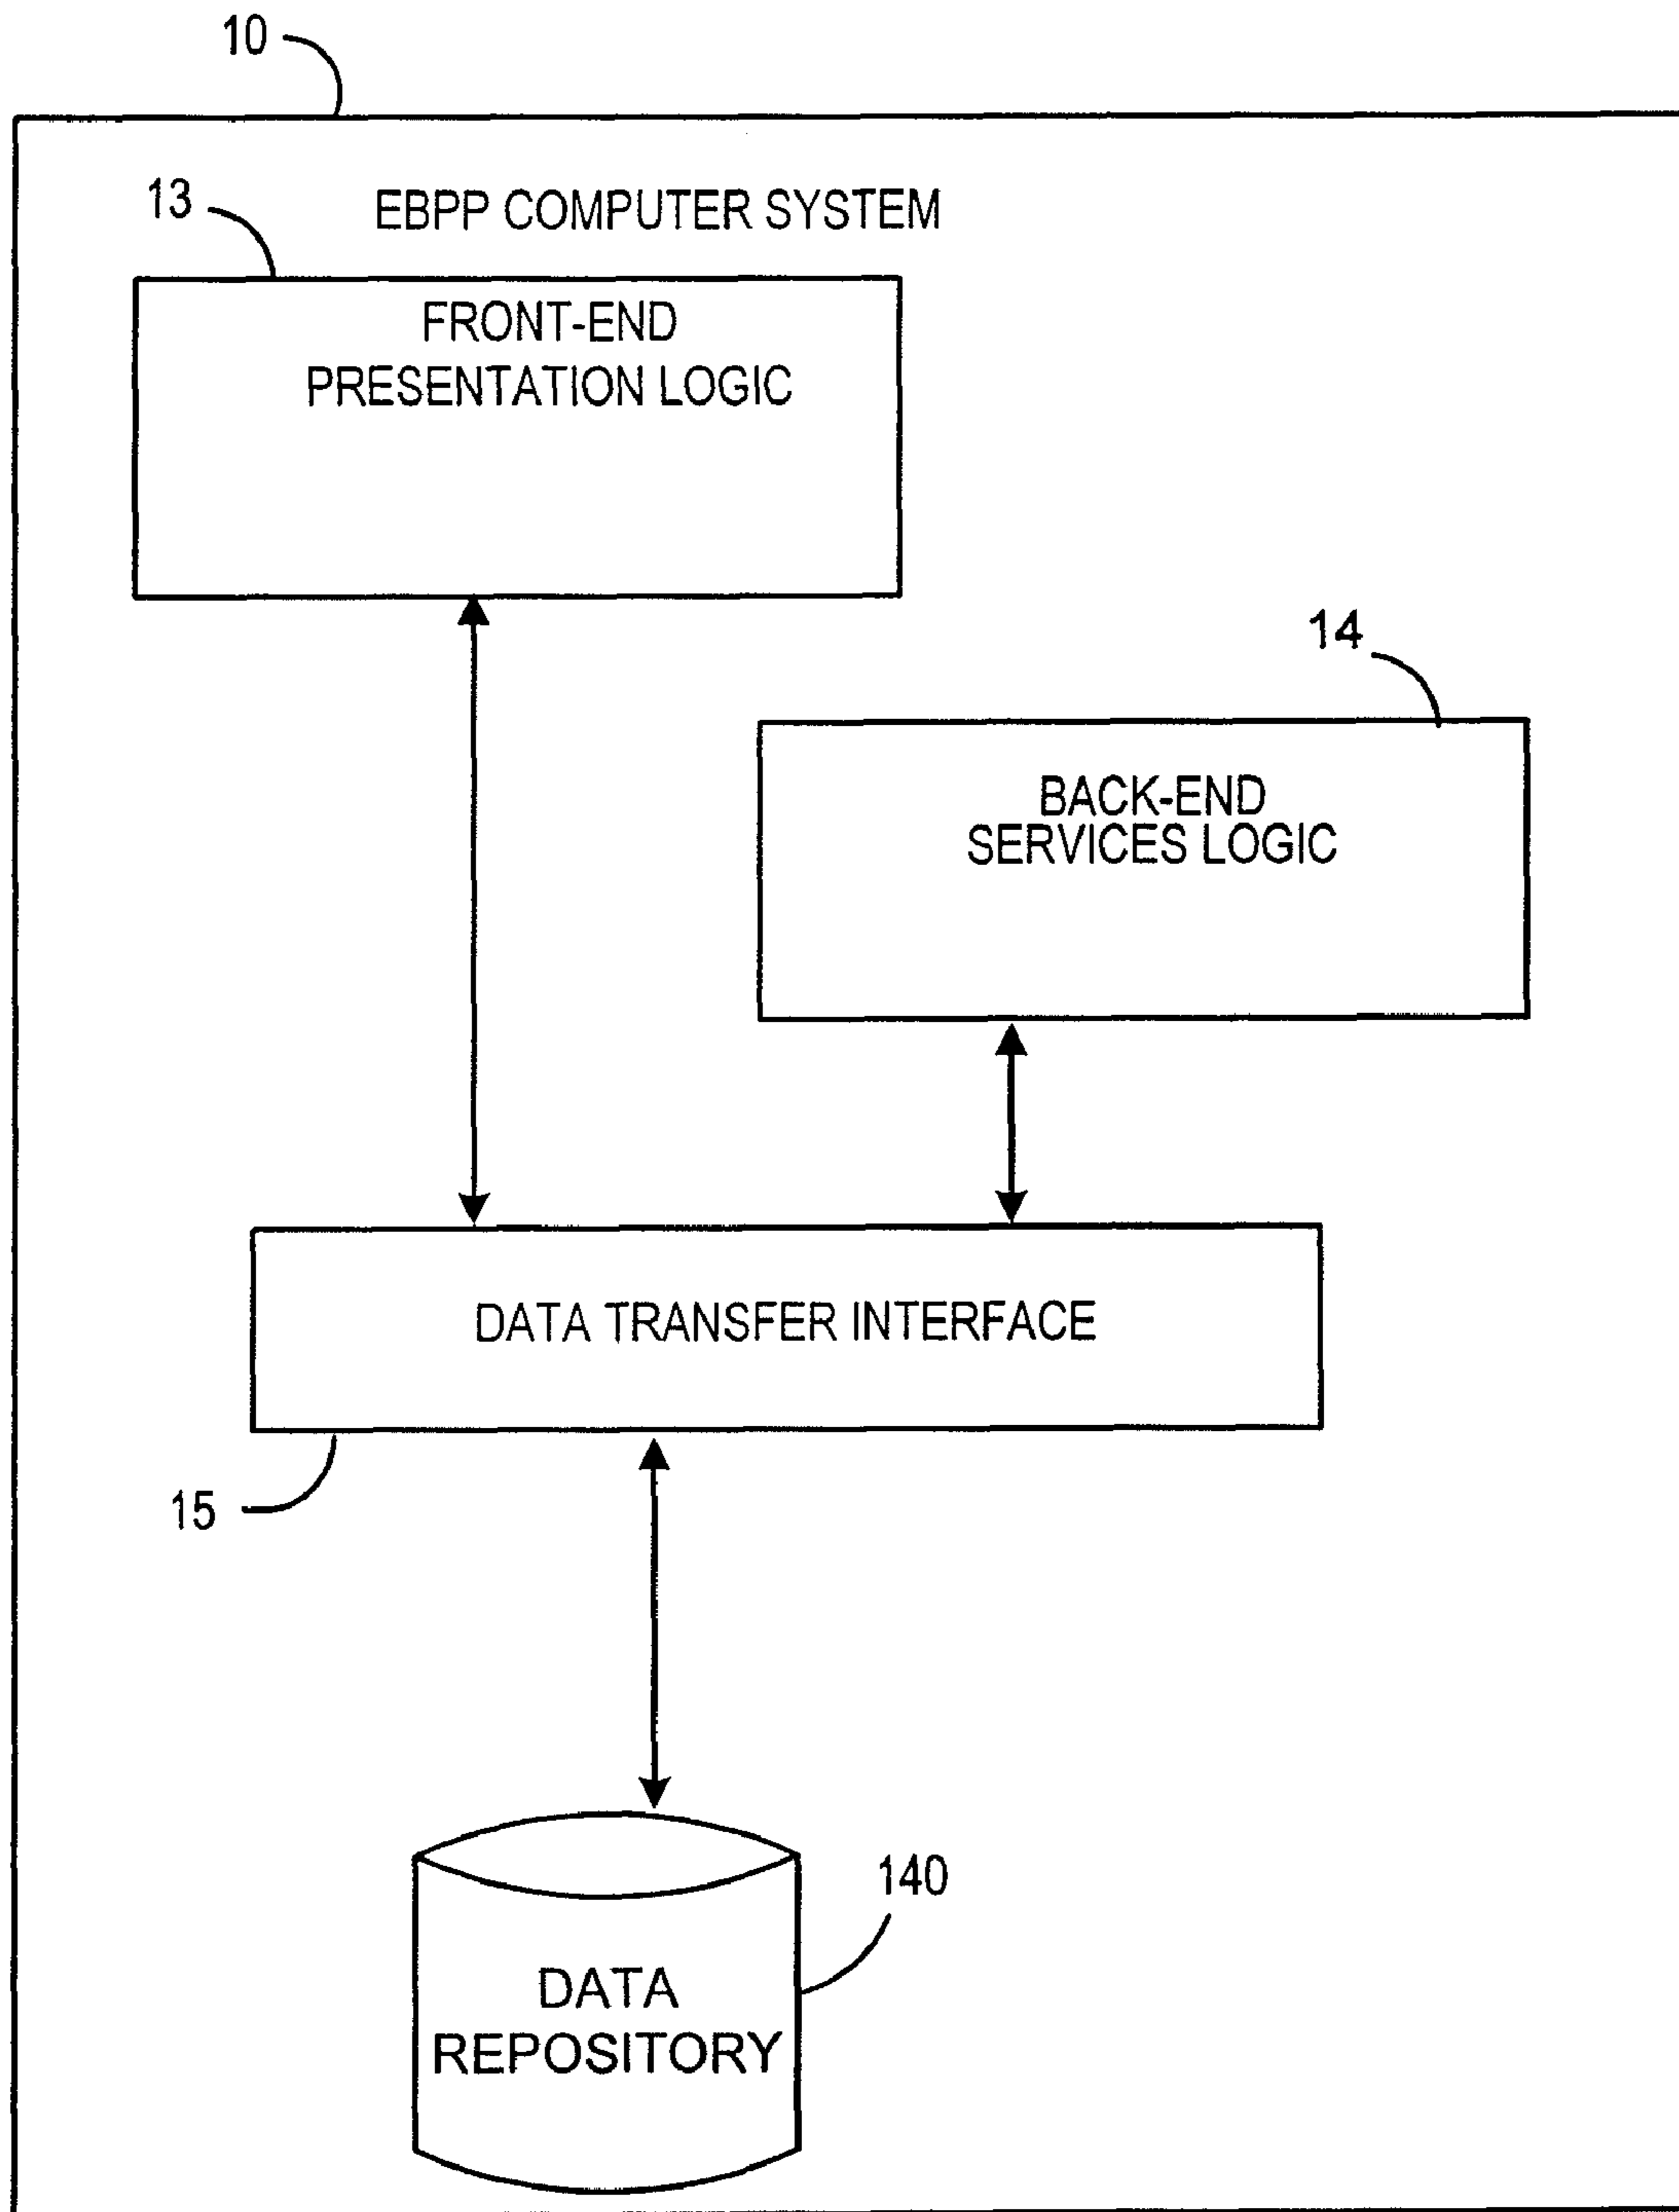 10
13
EBPP COMPUTER SYSTEM
FRONT-END
PRESENTATION LOGIC
14
BACK-END
SERVICES LOGIC
DATA TRANSFER INTERFACE
15
140
DATA
REPOSITORY